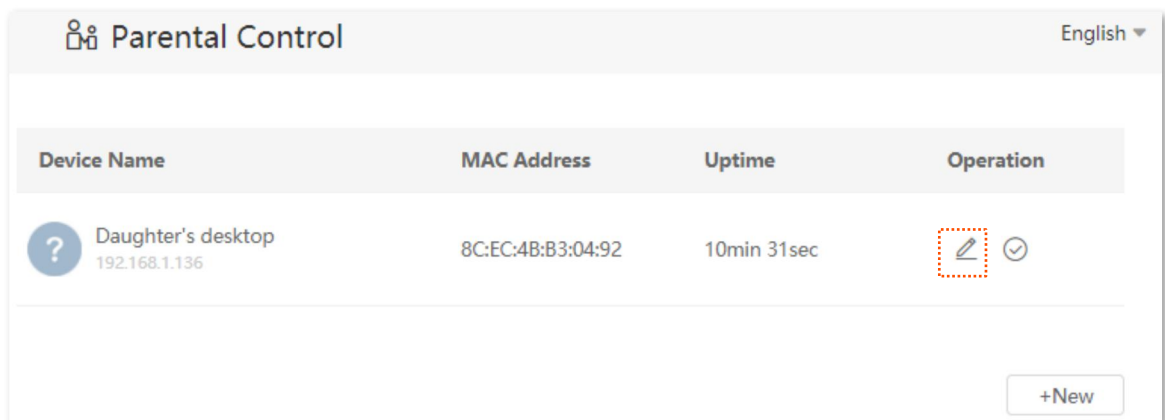 Parental Control
English
Device Name MAC Address Uptime Operation
? Daughter's desktop 8C:EC:4B:B3:04:92 10min 31sec
192.168.1.136
+New